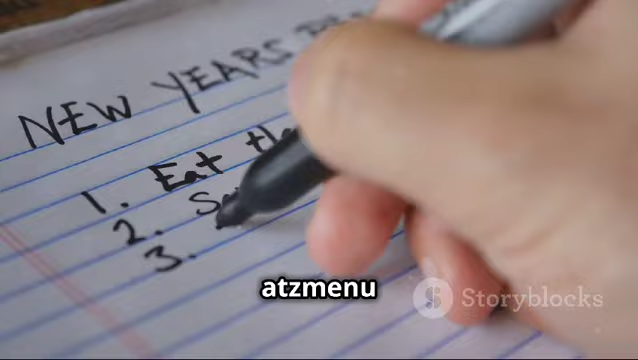 NEW YEARS
1. Eat
2.
3.
atzmenu
Storyblocks